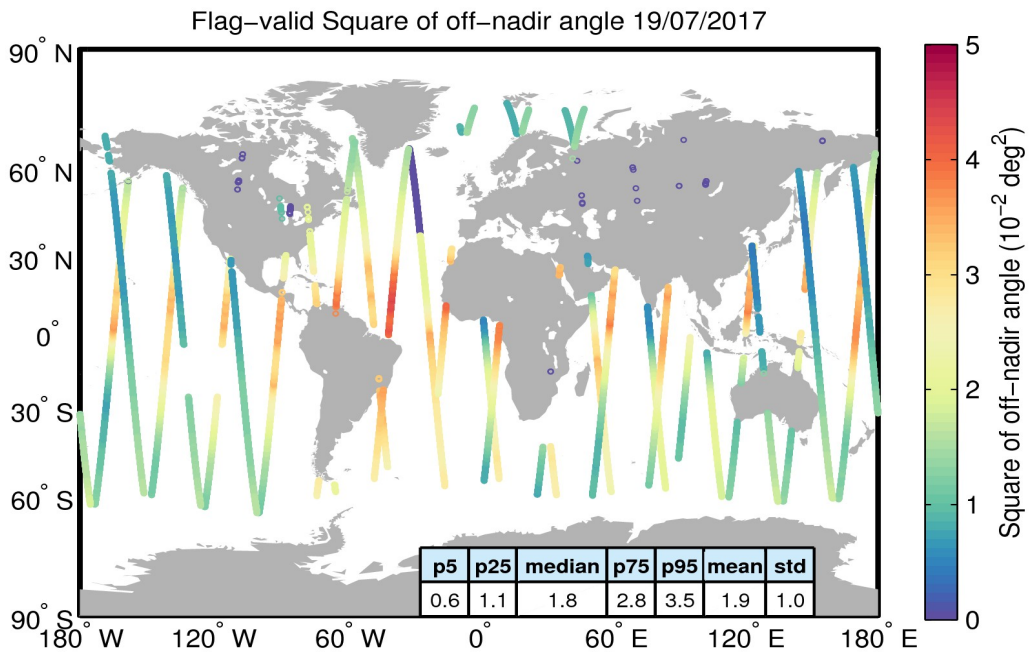 Flag−valid Square of off−nadir angle 19/07/2017
90° N
60° N
30° N
0°
30° S
60° S
90° S
180° W
120° W
60° W
0°
60° E
120° E
180° E
p5 p25 median p75 p95 mean std
0.6 1.1 1.8 2.8 3.5 1.9 1.0
5
4
3
2
1
0
Square of off−nadir angle (10⁻² deg²)